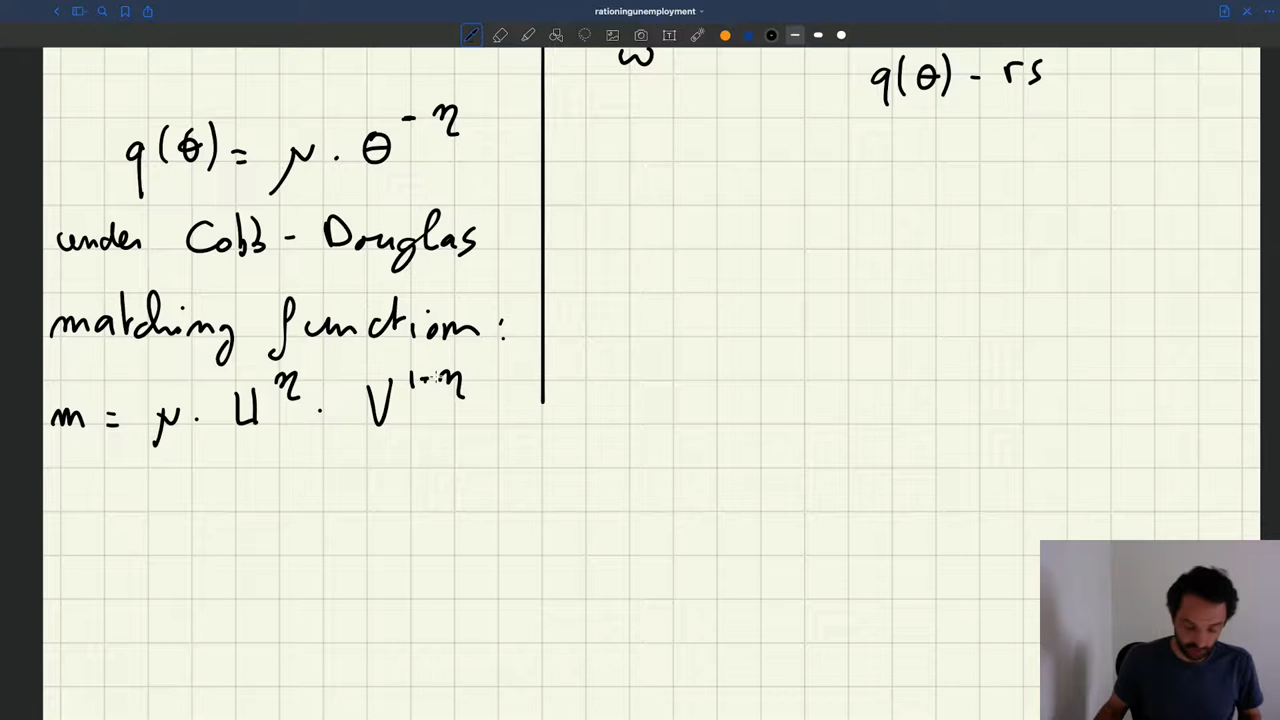 rationingunemployment
ω
q(θ) - rs
q(θ) = μ · θ^{-η}
under Cobb-Douglas
matching function:
m = μ · U^η · V^{1-η}